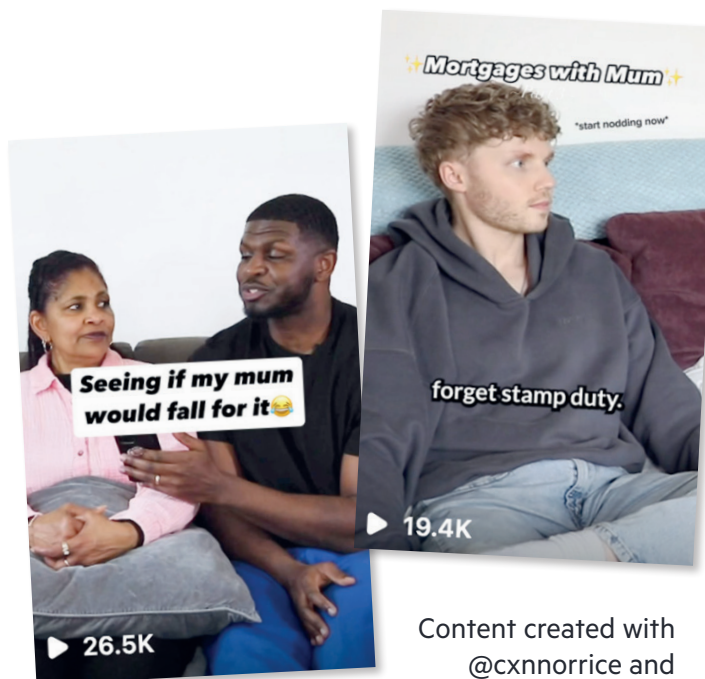 Mortgages with Mum
*start nodding now*
forget stamp duty.
19.4K
Seeing if my mum
would fall for it😂
26.5K
Content created with
@cxnnorrice and